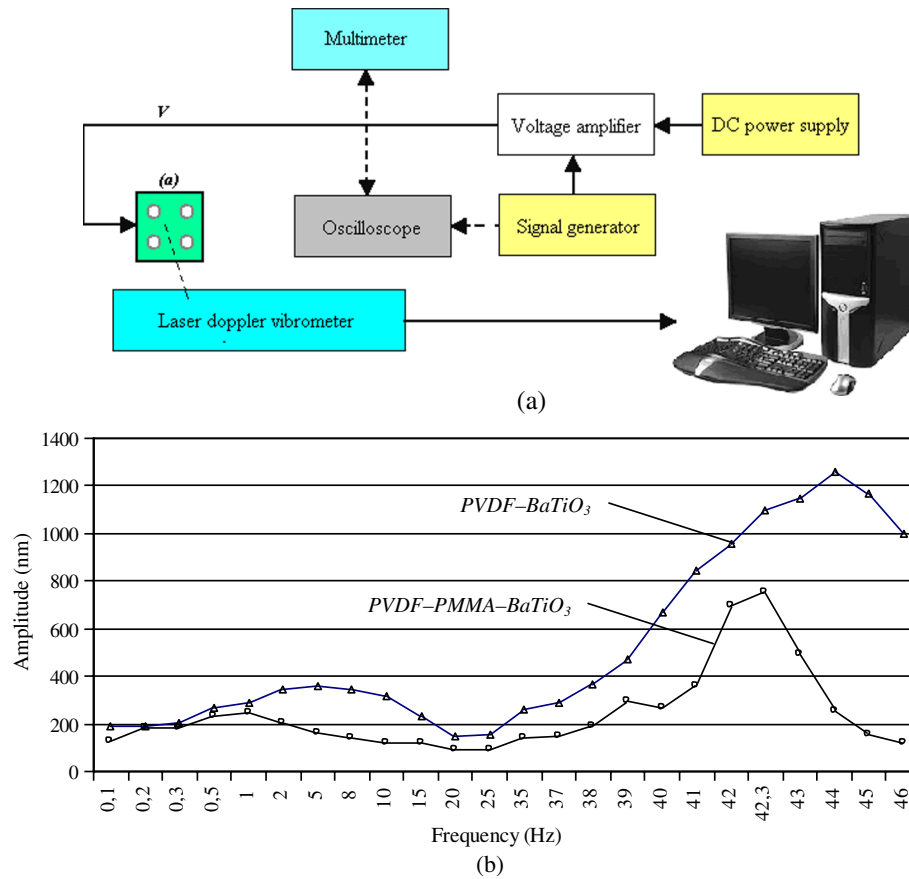 Multimeter
V
Voltage amplifier
DC power supply
(a)
Oscilloscope
Signal generator
Laser doppler vibrometer
(a)
1400
1200
1000
800
600
400
200
0
Amplitude (nm)
PVDF–BaTiO3
PVDF–PMMA–BaTiO3
0,1 0,2 0,3 0,5 1 2 5 8 10 15 20 25 35 37 38 39 40 41 42 42,3 43 44 45 46
Frequency (Hz)
(b)